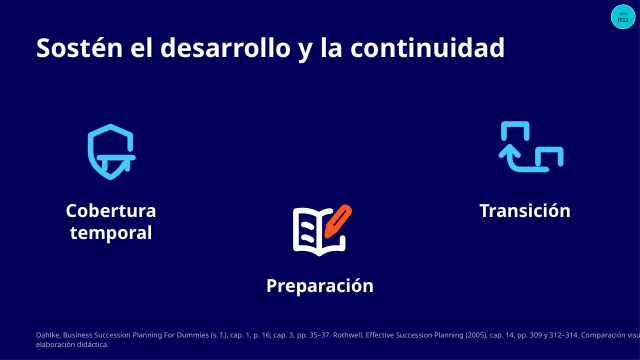 Sostén el desarrollo y la continuidad
R11
Cobertura
temporal
Transición
Preparación
Dahlke, Business Succession Planning For Dummies (s. f.), cap. 1, p. 16; cap. 3, pp. 35–37. Rothwell, Effective Succession Planning (2005), cap. 14, pp. 309 y 312–314. Comparación visu
elaboración didáctica.